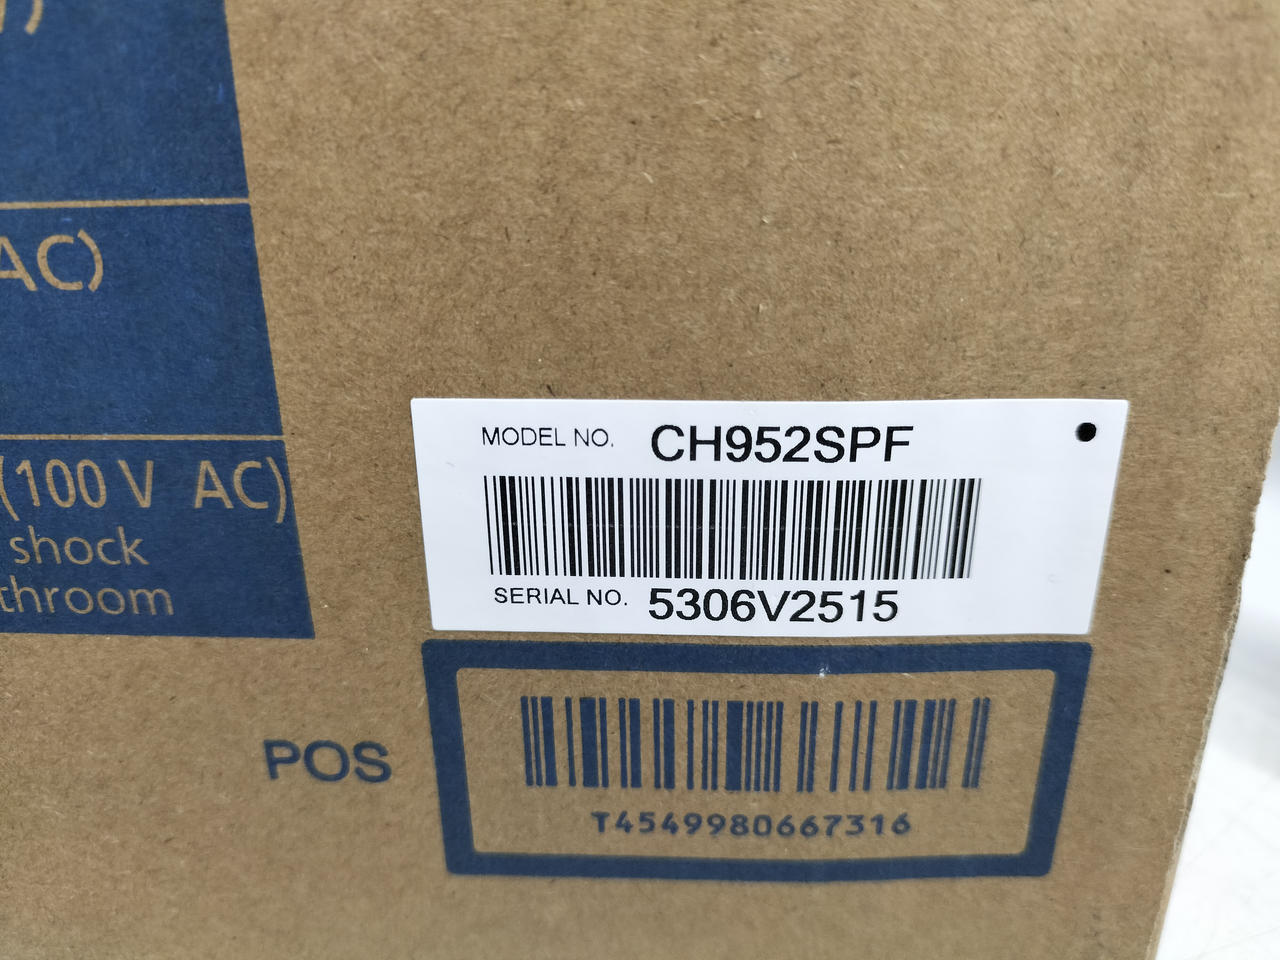 AC)
(100 V AC)
shock
throom
MODEL NO. CH952SPF
SERIAL NO. 5306V2515
POS
T4549980667316